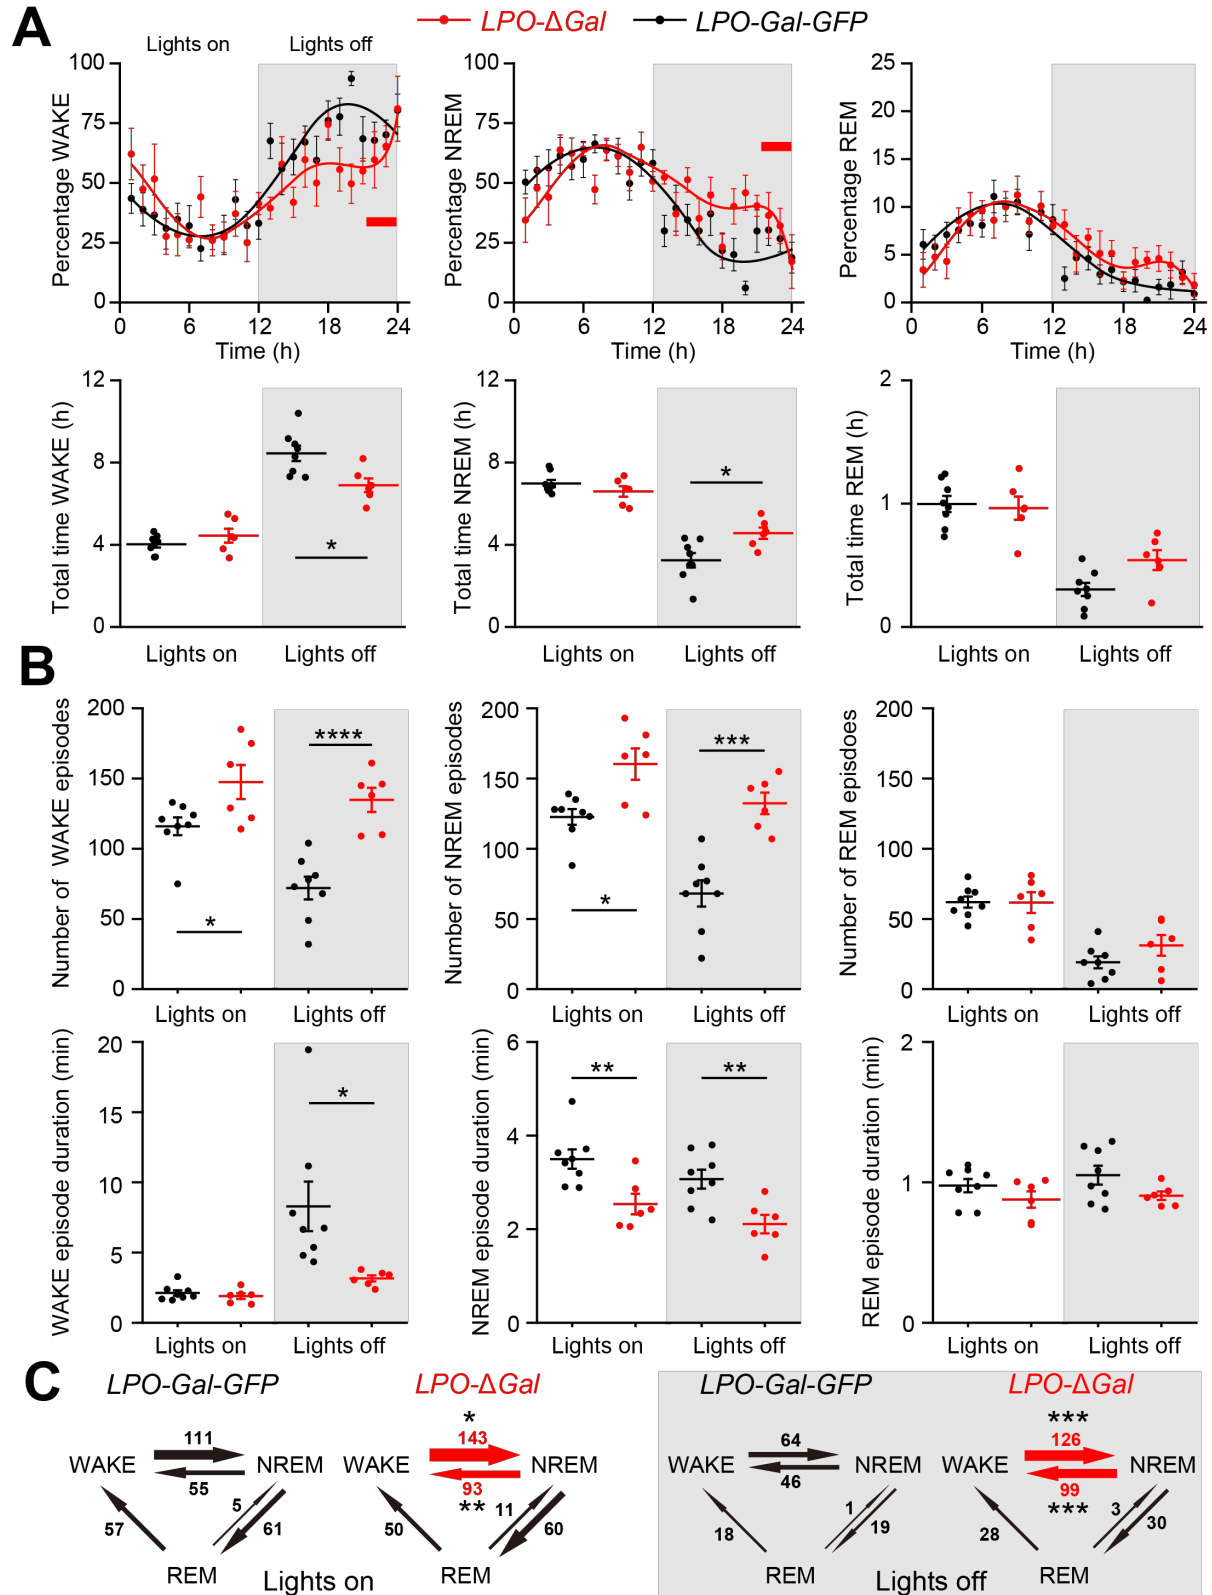 A
LPO-ΔGal
LPO-Gal-GFP
Lights on
Lights off
Percentage WAKE
100
75
50
25
0
0
6
12
18
24
Time (h)
Percentage NREM
100
75
50
25
0
0
6
12
18
24
Time (h)
Percentage REM
25
20
15
10
5
0
0
6
12
18
24
Time (h)
Total time WAKE (h)
12
8
4
0
*
Lights on
Lights off
Total time NREM (h)
12
8
4
0
*
Lights on
Lights off
Total time REM (h)
2
1
0
Lights on
Lights off
B
Number of WAKE episodes
200
150
100
50
0
*
****
Lights on
Lights off
Number of NREM episodes
200
150
100
50
0
*
***
Lights on
Lights off
Number of REM epsidoes
200
150
100
50
0
Lights on
Lights off
WAKE episode duration (min)
20
15
10
5
0
*
Lights on
Lights off
NREM episode duration (min)
6
4
2
0
**
**
Lights on
Lights off
REM episode duration (min)
2
1
0
Lights on
Lights off
C
LPO-Gal-GFP
111
WAKE
NREM
55
5
57
61
REM
LPO-ΔGal
*
143
WAKE
NREM
93
**
11
50
60
REM
Lights on
LPO-Gal-GFP
64
WAKE
NREM
46
1
18
19
REM
LPO-ΔGal
***
126
WAKE
NREM
99
***
3
28
30
REM
Lights off